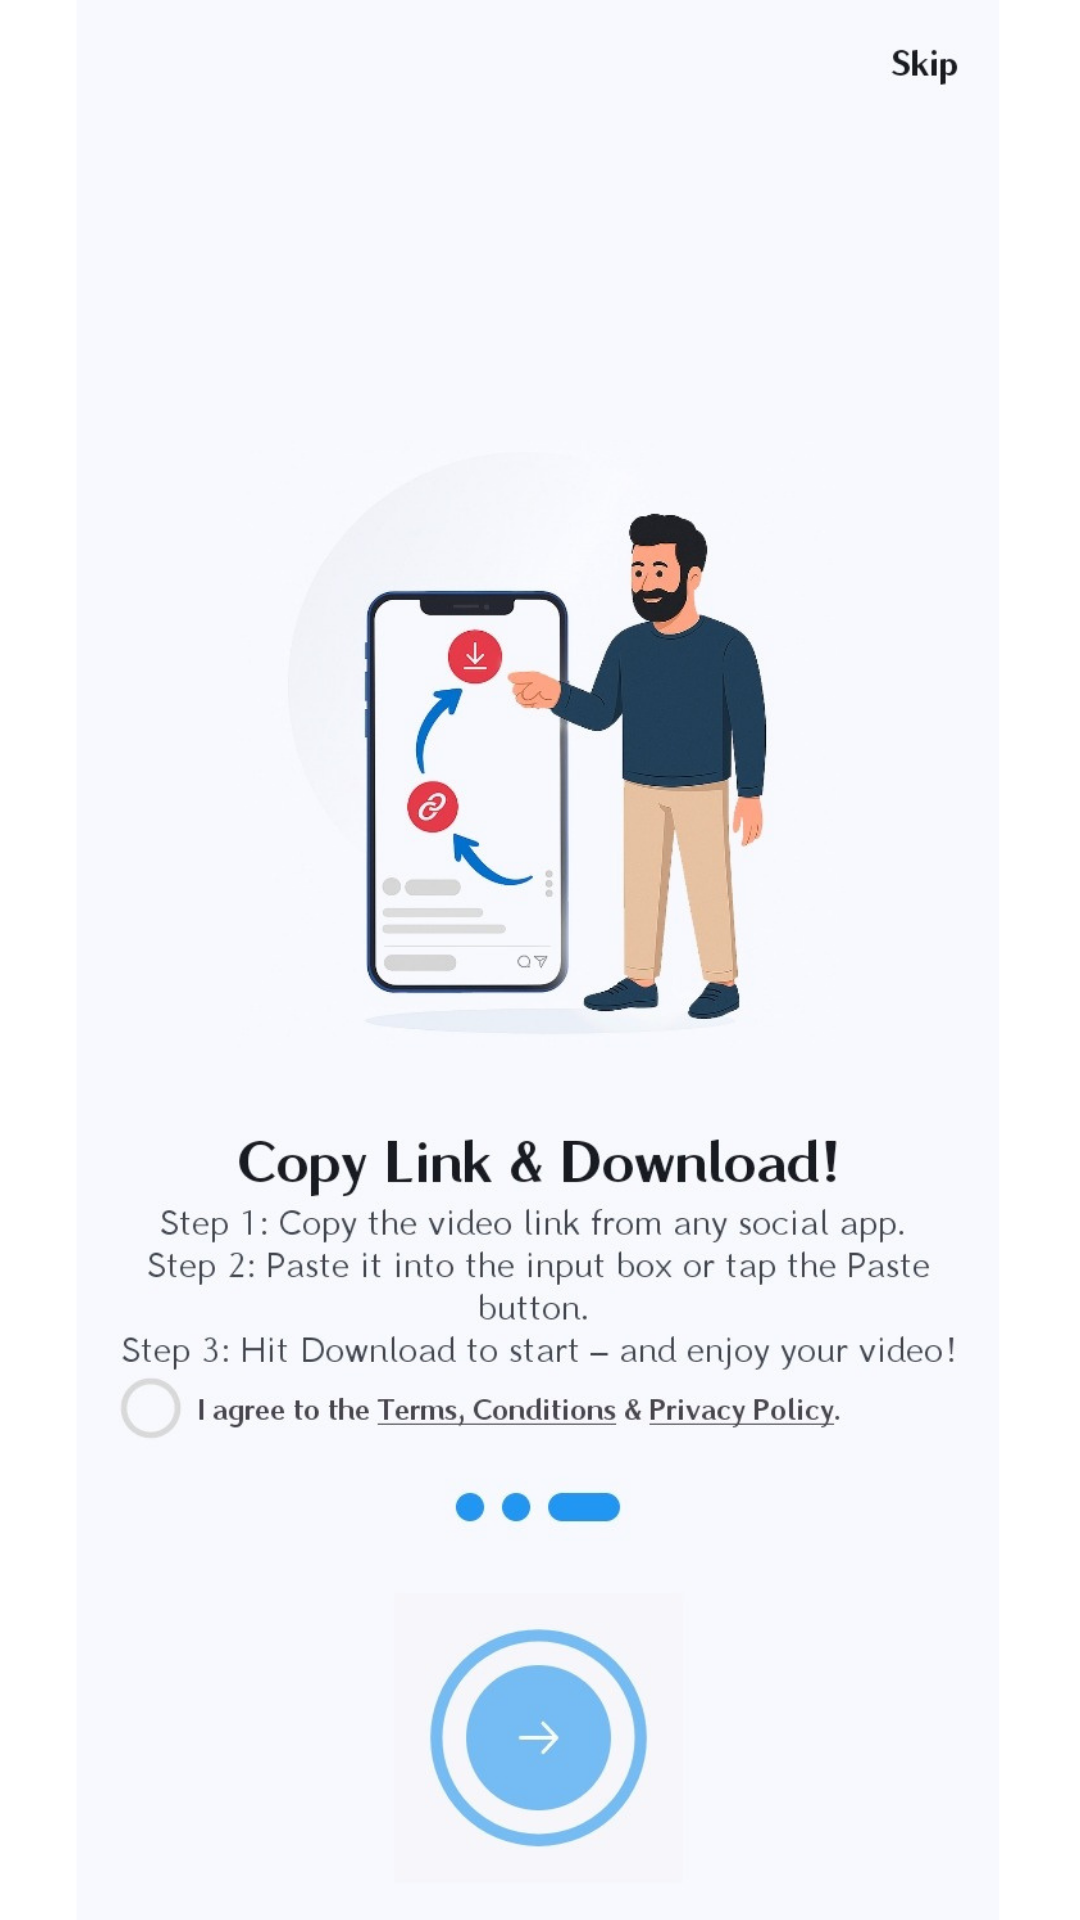 Skip
Copy Link & Download!
Step 1: Copy the video link from any social app.
Step 2: Paste it into the input box or tap the Paste
button.
Step 3: Hit Download to start – and enjoy your video!
I agree to the Terms, Conditions & Privacy Policy.